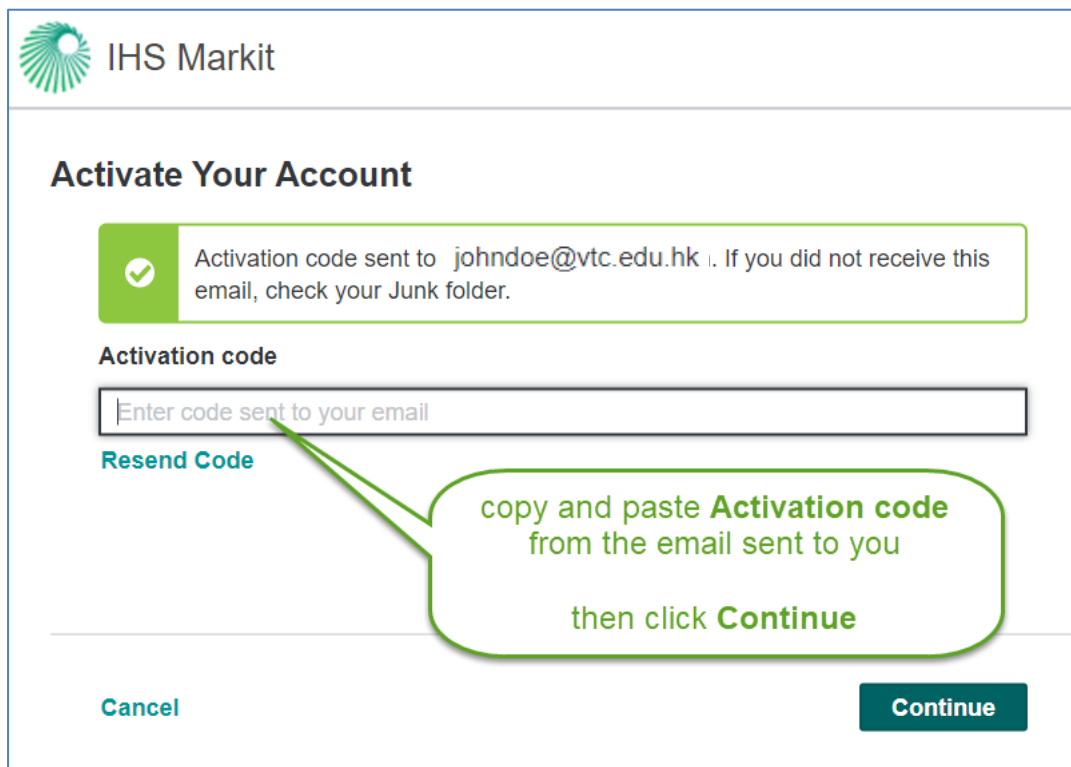 IHS Markit
Activate Your Account
Activation code sent to johndoe@vtc.edu.hk . If you did not receive this
email, check your Junk folder.
Activation code
Enter code sent to your email
Resend Code
copy and paste Activation code
from the email sent to you
then click Continue
Cancel
Continue